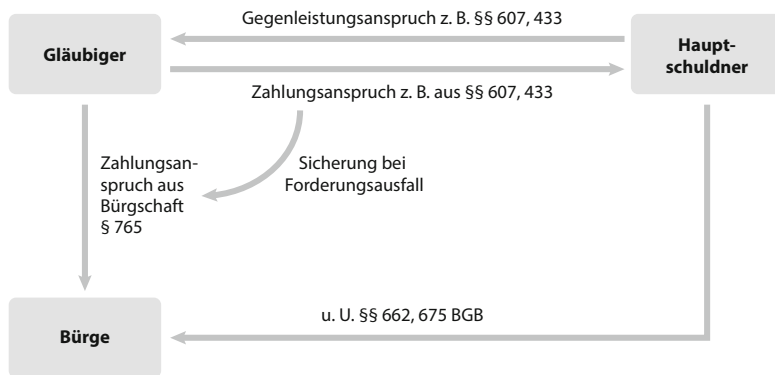 Gegenleistungsanspruch z. B. §§ 607, 433
Gläubiger
Haupt-
schuldner
Zahlungsanspruch z. B. aus §§ 607, 433
Zahlungsan-
spruch aus
Bürgschaft
§ 765
Sicherung bei
Forderungsausfall
u. U. §§ 662, 675 BGB
Bürge